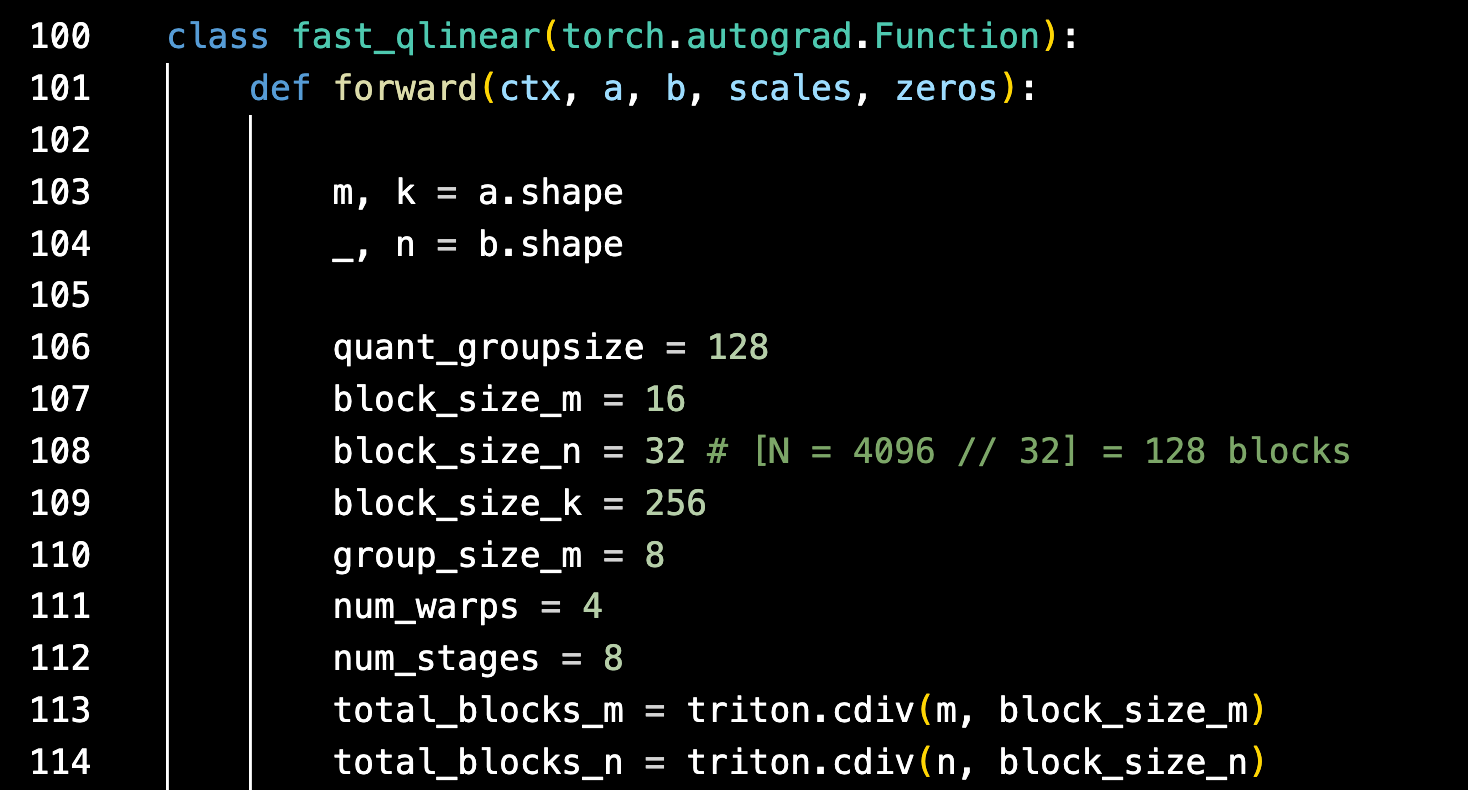 100 class fast_qlinear(torch.autograd.Function):
101 def forward(ctx, a, b, scales, zeros):
102
103 m, k = a.shape
104 _, n = b.shape
105
106 quant_groupsize = 128
107 block_size_m = 16
108 block_size_n = 32 # [N = 4096 // 32] = 128 blocks
109 block_size_k = 256
110 group_size_m = 8
111 num_warps = 4
112 num_stages = 8
113 total_blocks_m = triton.cdiv(m, block_size_m)
114 total_blocks_n = triton.cdiv(n, block_size_n)